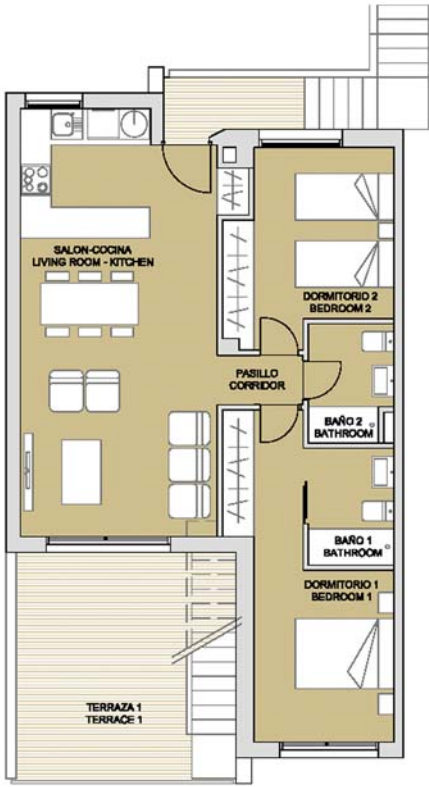 SALON-COCINA
LIVING ROOM - KITCHEN
DORMITORIO 2
BEDROOM 2
PASILLO
CORRIDOR
BAÑO 2
BATHROOM
BAÑO 1
BATHROOM
DORMITORIO 1
BEDROOM 1
TERRAZA 1
TERRACE 1